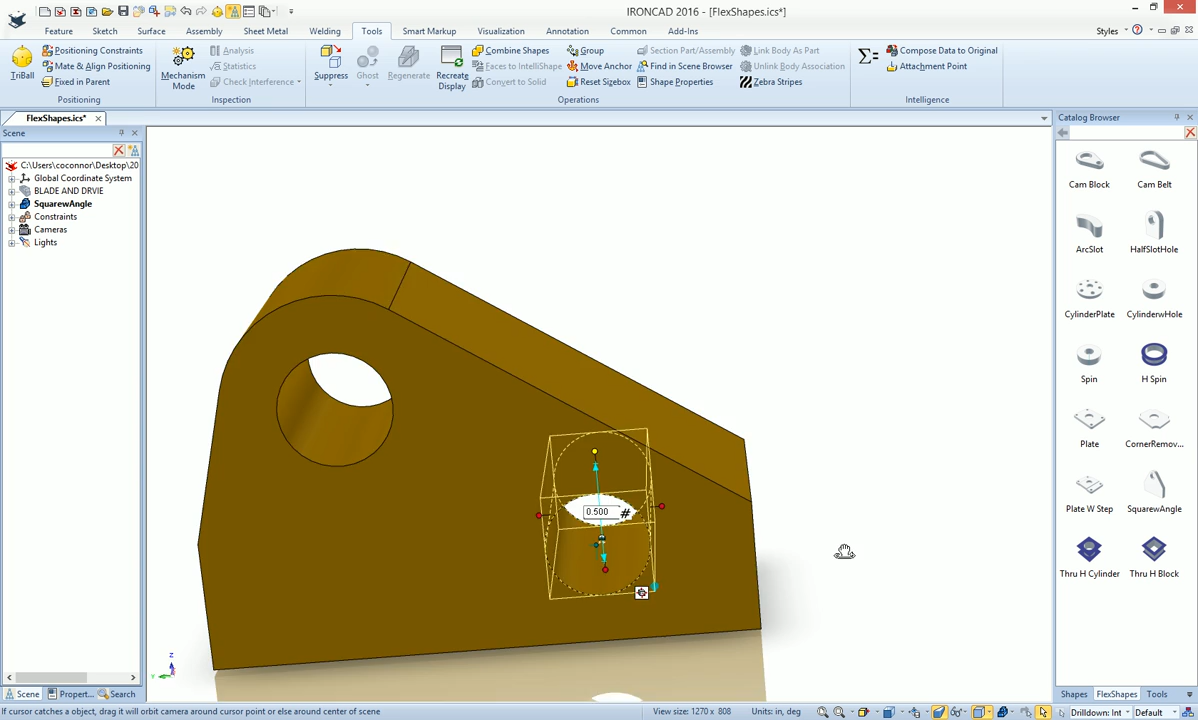 IRONCAD 2016 - [FlexShapes.ics*]
Feature Sketch Surface Assembly Sheet Metal Welding Tools Smart Markup Visualization Annotation Common Add-Ins Styles
TriBall
Positioning Constraints
Mate & Align Positioning
Fixed in Parent
Positioning
Mechanism Mode
Analysis
Statistics
Check Interference
Inspection
Suppress
Ghost
Regenerate
Recreate Display
Combine Shapes
Faces to IntelliShape
Convert to Solid
Group
Move Anchor
Reset Sizebox
Section Part/Assembly
Find in Scene Browser
Shape Properties
Link Body As Part
Unlink Body Association
Zebra Stripes
Operations
Compose Data to Original
Attachment Point
Intelligence
FlexShapes.ics*
Scene
C:\Users\coconnor\Desktop\20
Global Coordinate System
BLADE AND DRVIE
SquarewAngle
Constraints
Cameras
Lights
0.500
Z
Y
Catalog Browser
Cam Block
Cam Belt
ArcSlot
HalfSlotHole
CylinderPlate
CylinderwHole
Spin
H Spin
Plate
CornerRemov...
Plate W Step
SquarewAngle
Thru H Cylinder
Thru H Block
Scene Propert... Search
Shapes FlexShapes Tools
If cursor catches a object, drag it will orbit camera around cursor point or else around center of scene
View size: 1270 x 808
Units: in, deg
Drilldown: Int
Default